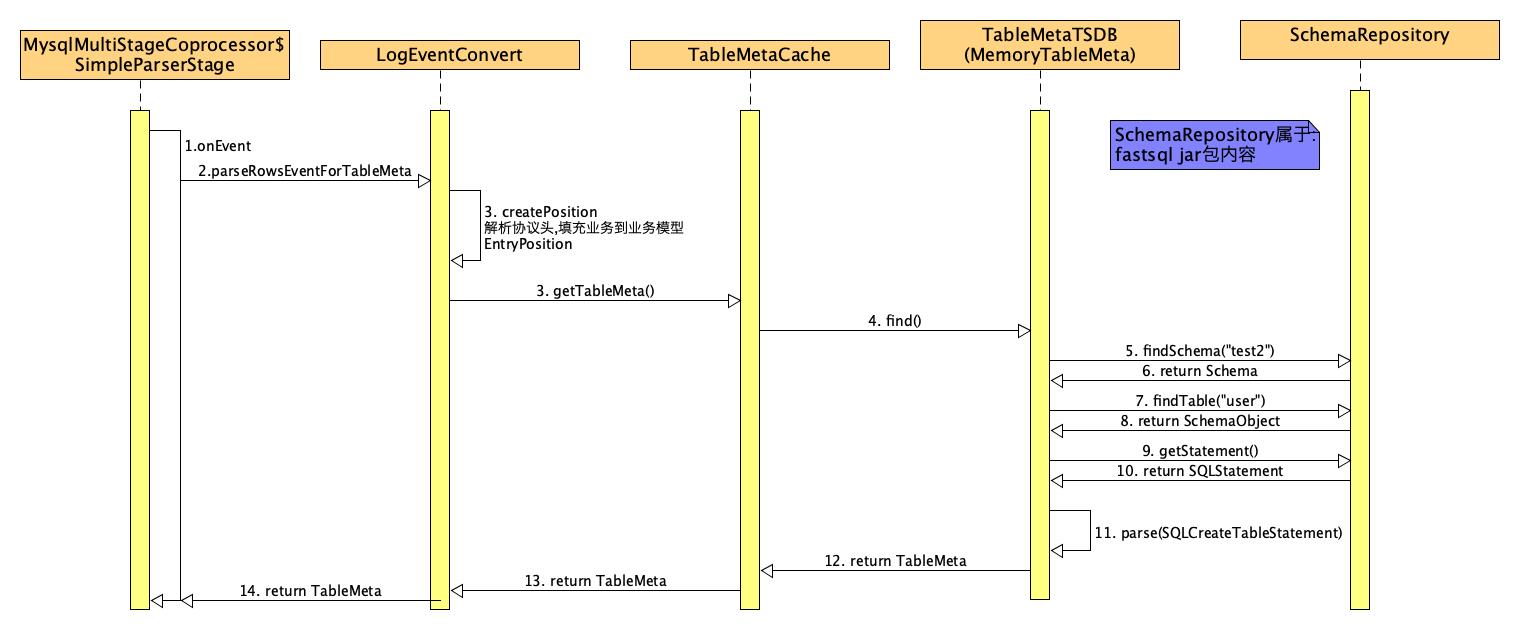 MysqlMultiStageCoprocessor$
SimpleParserStage
LogEventConvert
TableMetaCache
TableMetaTSDB
(MemoryTableMeta)
SchemaRepository
SchemaRepository属于:
fastsql jar包内容
1.onEvent
2.parseRowsEventForTableMeta
3. createPosition
解析协议头,填充业务到业务模型
EntryPosition
3. getTableMeta()
4. find()
5. findSchema("test2")
6. return Schema
7. findTable("user")
8. return SchemaObject
9. getStatement()
10. return SQLStatement
11. parse(SQLCreateTableStatement)
12. return TableMeta
13. return TableMeta
14. return TableMeta